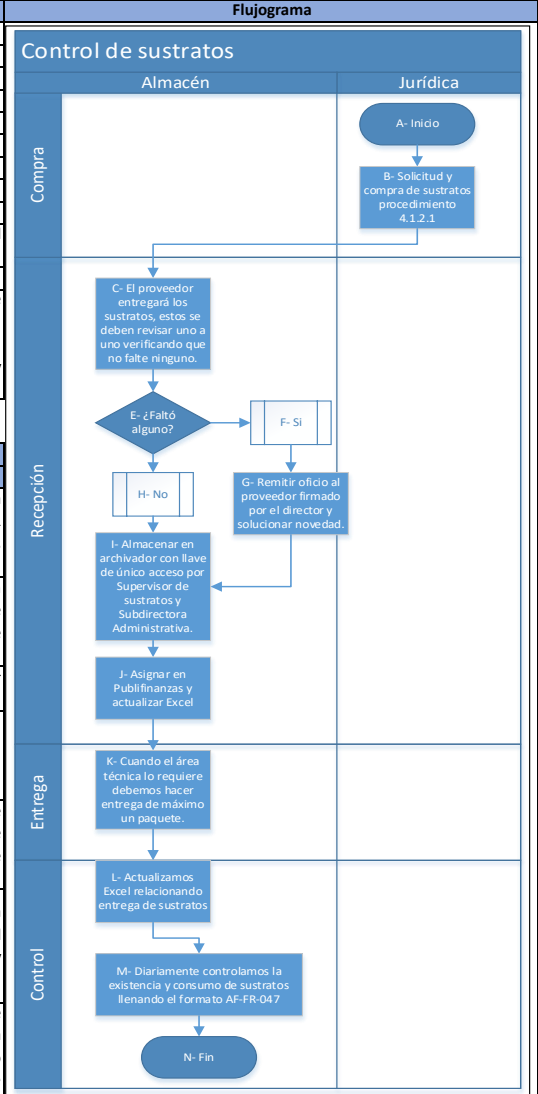 Flujograma
Control de sustratos
Almacén
Jurídica
Compra
A- Inicio
B- Solicitud y
compra de sustratos
procedimiento
4.1.2.1
Recepción
C- El proveedor
entregará los
sustratos, estos se
deben revisar uno a
uno verificando que
no falte ninguno.
E- ¿Faltó
alguno?
F- Si
H- No
G- Remitir oficio al
proveedor firmado
por el director y
solucionar novedad.
I- Almacenar en
archivador con llave
de único acceso por
Supervisor de
sustratos y
Subdirectora
Administrativa.
J- Asignar en
Publifinanzas y
actualizar Excel
Entrega
K- Cuando el área
técnica lo requiere
debemos hacer
entrega de máximo
un paquete.
Control
L- Actualizamos
Excel relacionando
entrega de sustratos
M- Diariamente controlamos la
existencia y consumo de sustratos
llenando el formato AF-FR-047
N- Fin